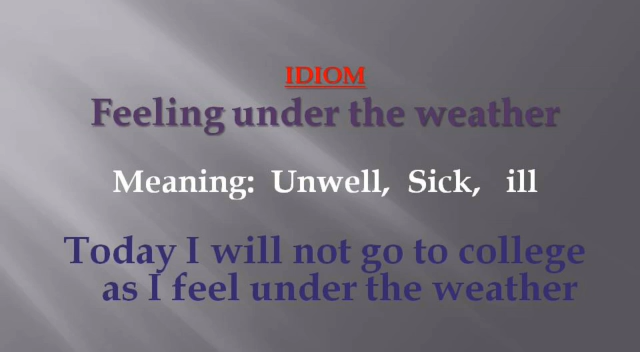 IDIOM
Feeling under the weather
Meaning: Unwell, Sick, ill
Today I will not go to college
as I feel under the weather